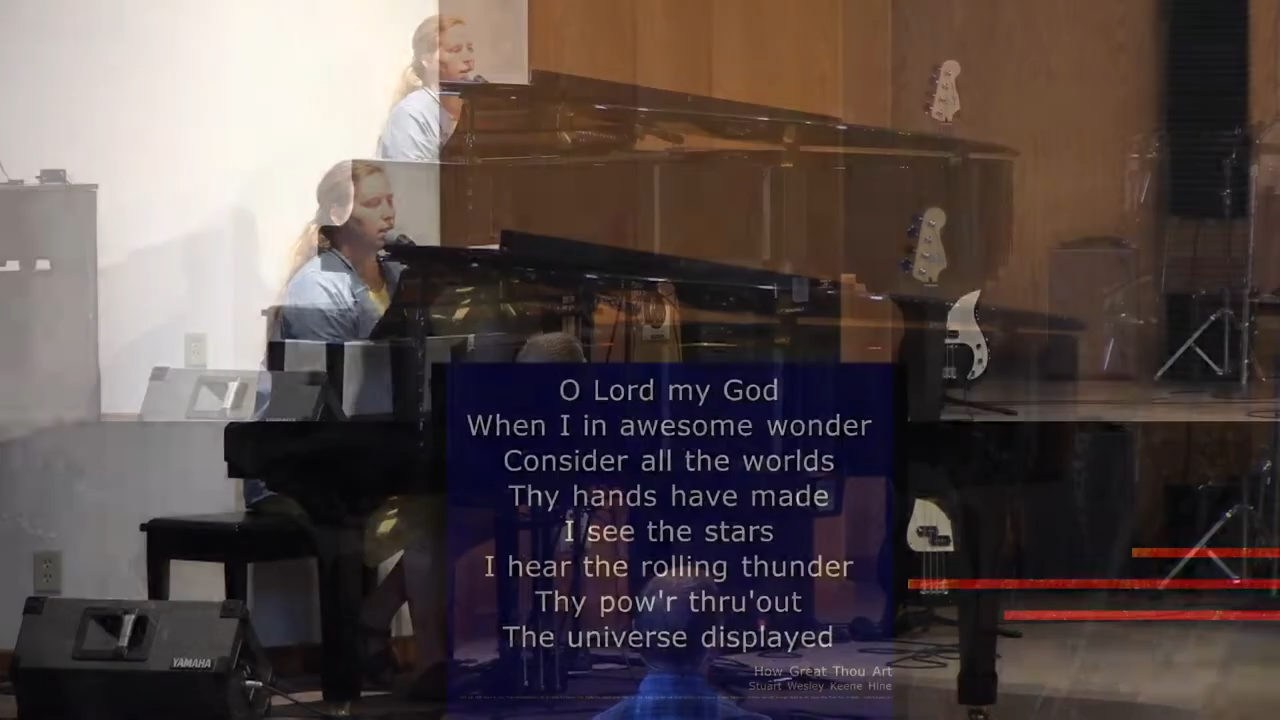 O Lord my God
When I in awesome wonder
Consider all the worlds
Thy hands have made
I see the stars
I hear the rolling thunder
Thy pow'r thru'out
The universe displayed
How Great Thou Art
Stuart Wesley Keene Hine
YAMAHA